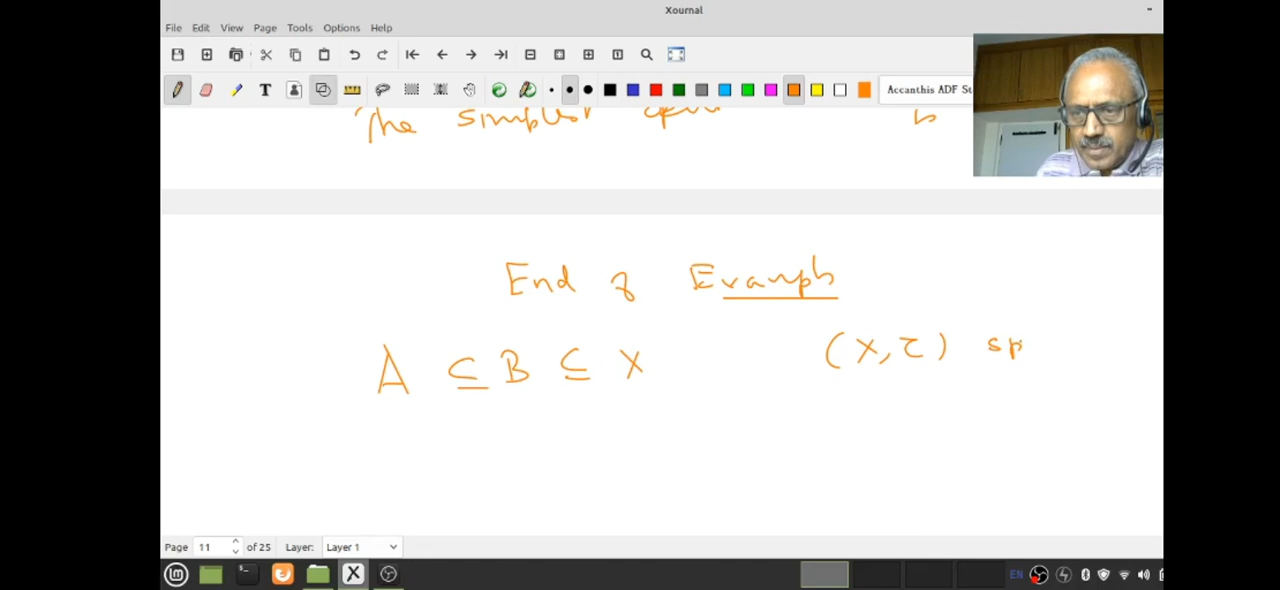 Xournal
File Edit View Page Tools Options Help
Accanthis ADF St
The simplest
End of Example
A ⊆ B ⊆ X (X, τ) sp
Page 11 of 25 Layer: Layer 1
EN